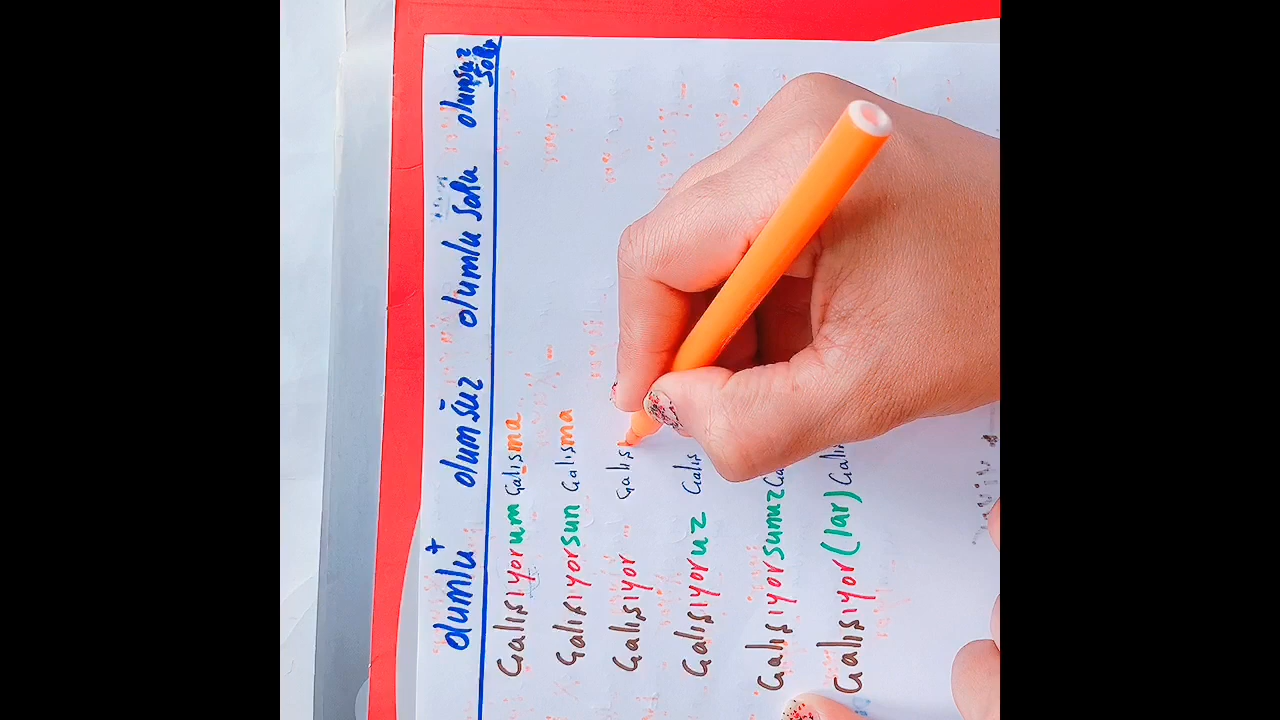 olumlu + olumsuz - olumlu soru olumsuz soru
Çalışıyorum Çalışma
Çalışıyorsun Çalışma
Çalışıyor Çalış
Çalışıyoruz Çalış
Çalışıyorsunuz
Çalışıyor(lar)